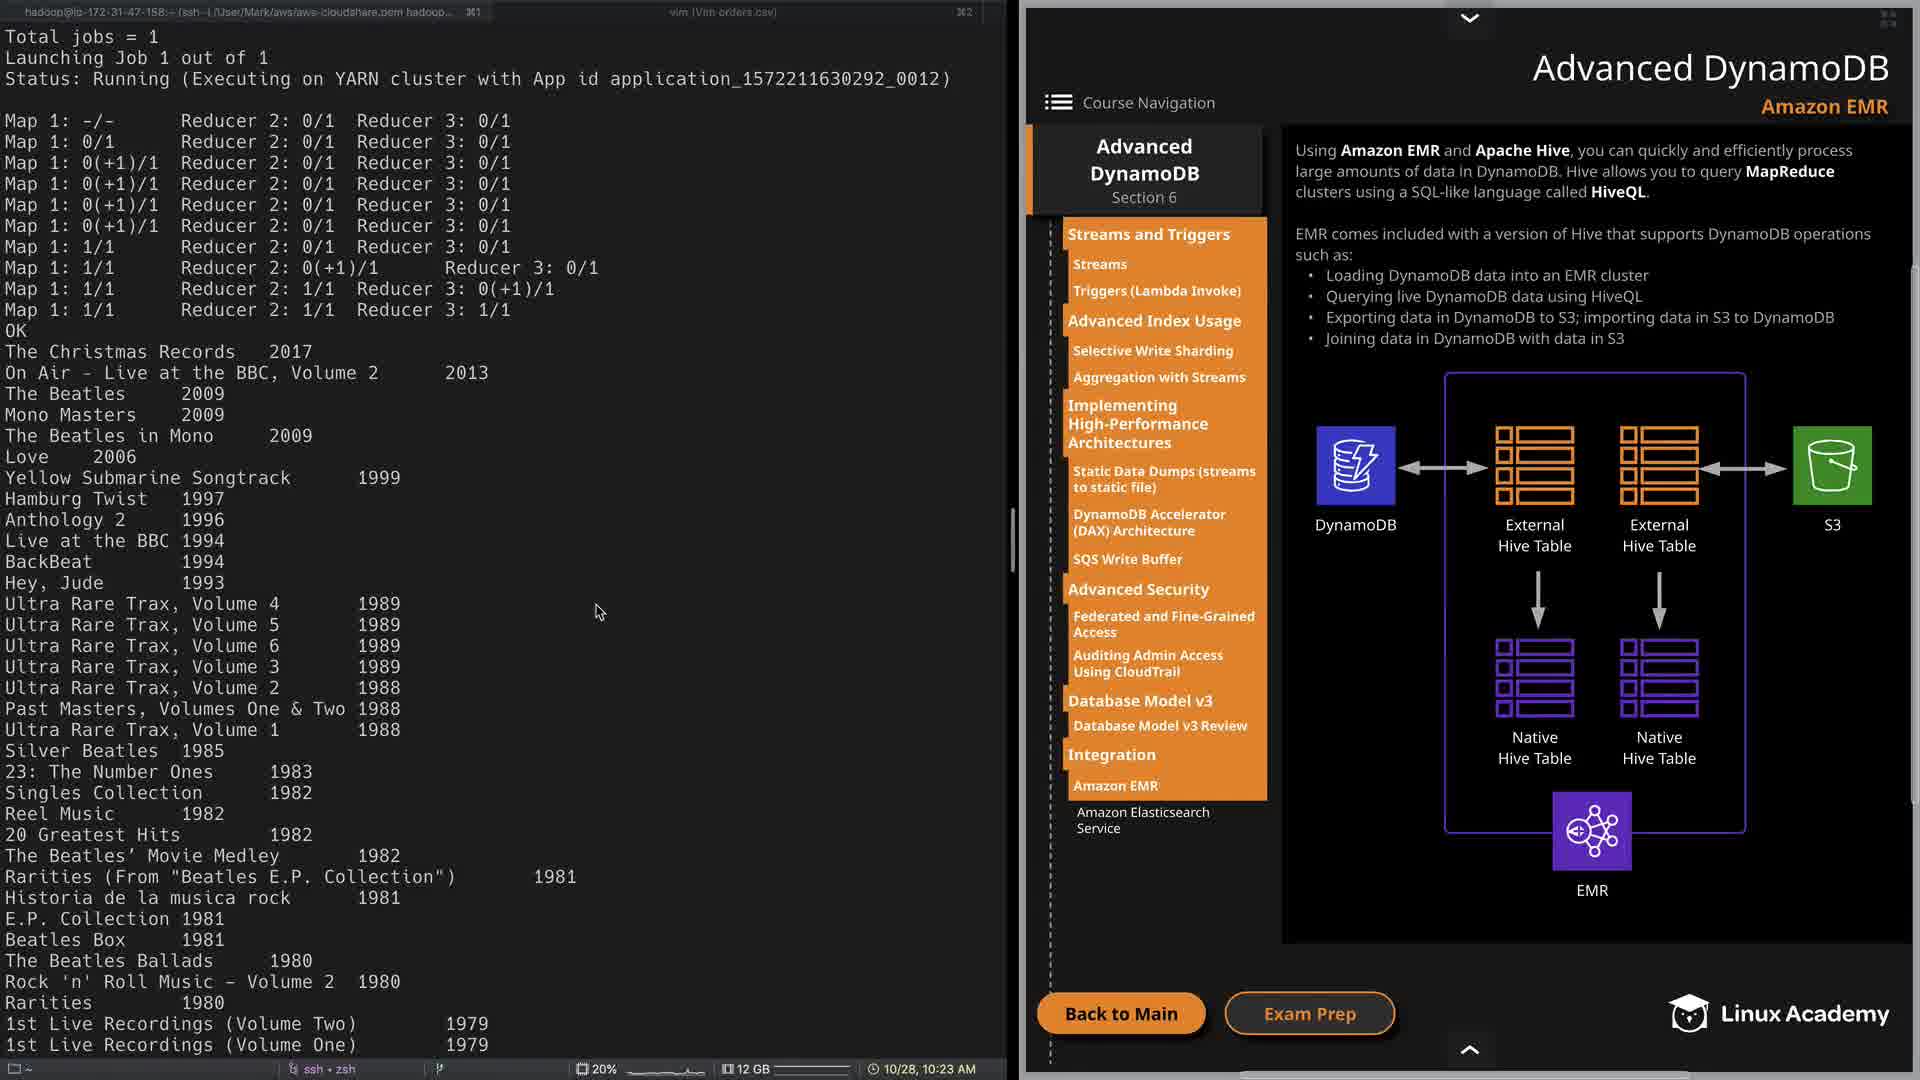 hadoop@ip-172-31-47-158:~ (ssh -i /User/Mark/aws/aws-cloudshare.pem hadoop... ⌘1
vim (Vim orders.csv) ⌘2
Total jobs = 1
Launching Job 1 out of 1
Status: Running (Executing on YARN cluster with App id application_1572211630292_0012)
Map 1: -/- Reducer 2: 0/1 Reducer 3: 0/1
Map 1: 0/1 Reducer 2: 0/1 Reducer 3: 0/1
Map 1: 0(+1)/1 Reducer 2: 0/1 Reducer 3: 0/1
Map 1: 0(+1)/1 Reducer 2: 0/1 Reducer 3: 0/1
Map 1: 0(+1)/1 Reducer 2: 0/1 Reducer 3: 0/1
Map 1: 0(+1)/1 Reducer 2: 0/1 Reducer 3: 0/1
Map 1: 1/1 Reducer 2: 0/1 Reducer 3: 0/1
Map 1: 1/1 Reducer 2: 0(+1)/1 Reducer 3: 0/1
Map 1: 1/1 Reducer 2: 1/1 Reducer 3: 0(+1)/1
Map 1: 1/1 Reducer 2: 1/1 Reducer 3: 1/1
OK
The Christmas Records 2017
On Air - Live at the BBC, Volume 2 2013
The Beatles 2009
Mono Masters 2009
The Beatles in Mono 2009
Love 2006
Yellow Submarine Songtrack 1999
Hamburg Twist 1997
Anthology 2 1996
Live at the BBC 1994
BackBeat 1994
Hey, Jude 1993
Ultra Rare Trax, Volume 4 1989
Ultra Rare Trax, Volume 5 1989
Ultra Rare Trax, Volume 6 1989
Ultra Rare Trax, Volume 3 1989
Ultra Rare Trax, Volume 2 1988
Past Masters, Volumes One & Two 1988
Ultra Rare Trax, Volume 1 1988
Silver Beatles 1985
23: The Number Ones 1983
Singles Collection 1982
Reel Music 1982
20 Greatest Hits 1982
The Beatles’ Movie Medley 1982
Rarities (From "Beatles E.P. Collection") 1981
Historia de la musica rock 1981
E.P. Collection 1981
Beatles Box 1981
The Beatles Ballads 1980
Rock 'n' Roll Music – Volume 2 1980
Rarities 1980
1st Live Recordings (Volume Two) 1979
1st Live Recordings (Volume One) 1979
~ ssh • zsh 20% 12 GB 10/28, 10:23 AM
Advanced DynamoDB
Amazon EMR
Course Navigation
Advanced
DynamoDB
Section 6
Streams and Triggers
Streams
Triggers (Lambda Invoke)
Advanced Index Usage
Selective Write Sharding
Aggregation with Streams
Implementing
High-Performance
Architectures
Static Data Dumps (streams
to static file)
DynamoDB Accelerator
(DAX) Architecture
SQS Write Buffer
Advanced Security
Federated and Fine-Grained
Access
Auditing Admin Access
Using CloudTrail
Database Model v3
Database Model v3 Review
Integration
Amazon EMR
Amazon Elasticsearch
Service
Using Amazon EMR and Apache Hive, you can quickly and efficiently process
large amounts of data in DynamoDB. Hive allows you to query MapReduce
clusters using a SQL-like language called HiveQL.
EMR comes included with a version of Hive that supports DynamoDB operations
such as:
• Loading DynamoDB data into an EMR cluster
• Querying live DynamoDB data using HiveQL
• Exporting data in DynamoDB to S3; importing data in S3 to DynamoDB
• Joining data in DynamoDB with data in S3
DynamoDB
External
Hive Table
External
Hive Table
S3
Native
Hive Table
Native
Hive Table
EMR
Back to Main
Exam Prep
Linux Academy